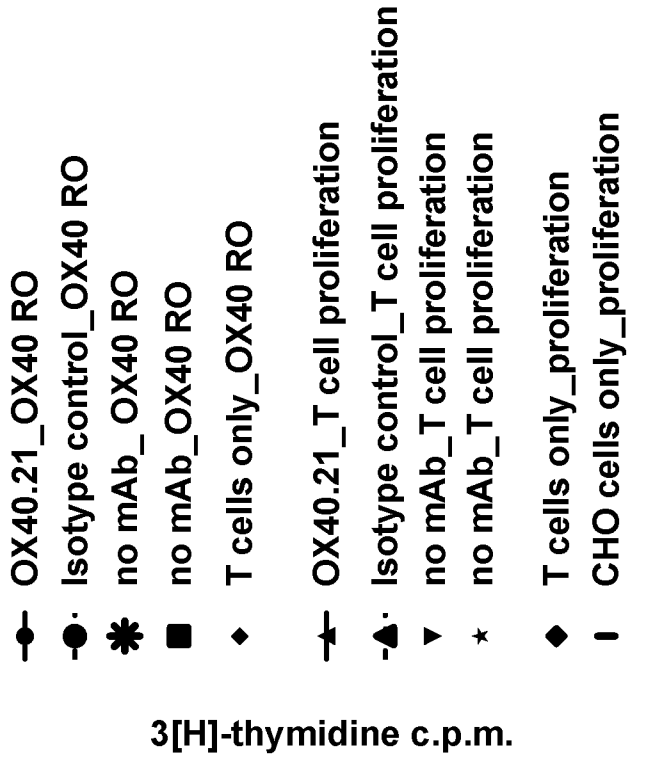 OX40.21_OX40 RO
Isotype control_OX40 RO
no mAb_ OX40 RO
no mAb_OX40 RO
T cells only_OX40 RO
OX40.21_T cell proliferation
Isotype control_T cell proliferation
no mAb_T cell proliferation
no mAb_T cell proliferation
T cells only_proliferation
CHO cells only_proliferation
3[H]-thymidine c.p.m.